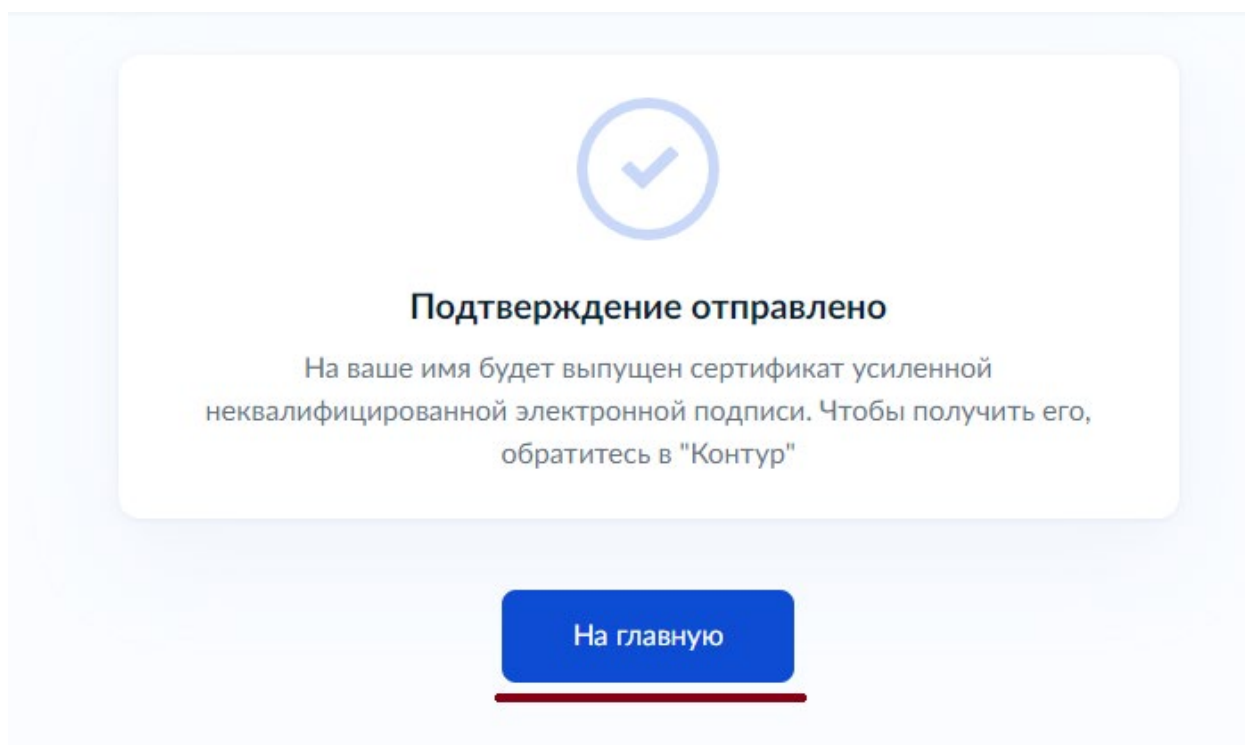 Подтверждение отправлено
На ваше имя будет выпущен сертификат усиленной
неквалифицированной электронной подписи. Чтобы получить его,
обратитесь в "Контур"
На главную